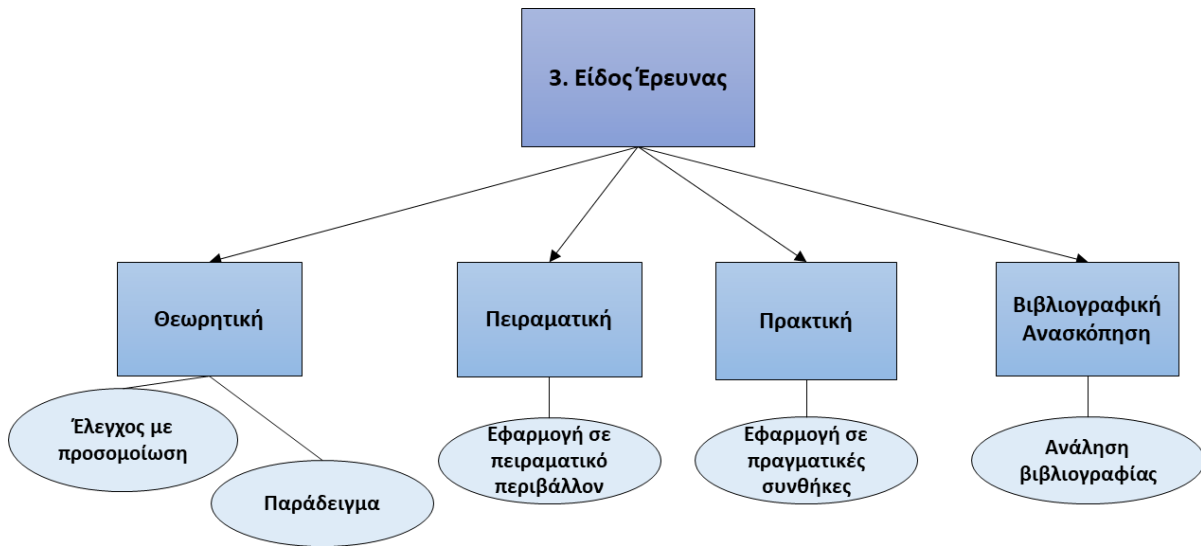 3. Είδος Έρευνας
Θεωρητική
Πειραματική
Πρακτική
Βιβλιογραφική
Ανασκόπηση
Έλεγχος με
προσομοίωση
Παράδειγμα
Εφαρμογή σε
πειραματικό
περιβάλλον
Εφαρμογή σε
πραγματικές
συνθήκες
Ανάληση
βιβλιογραφίας